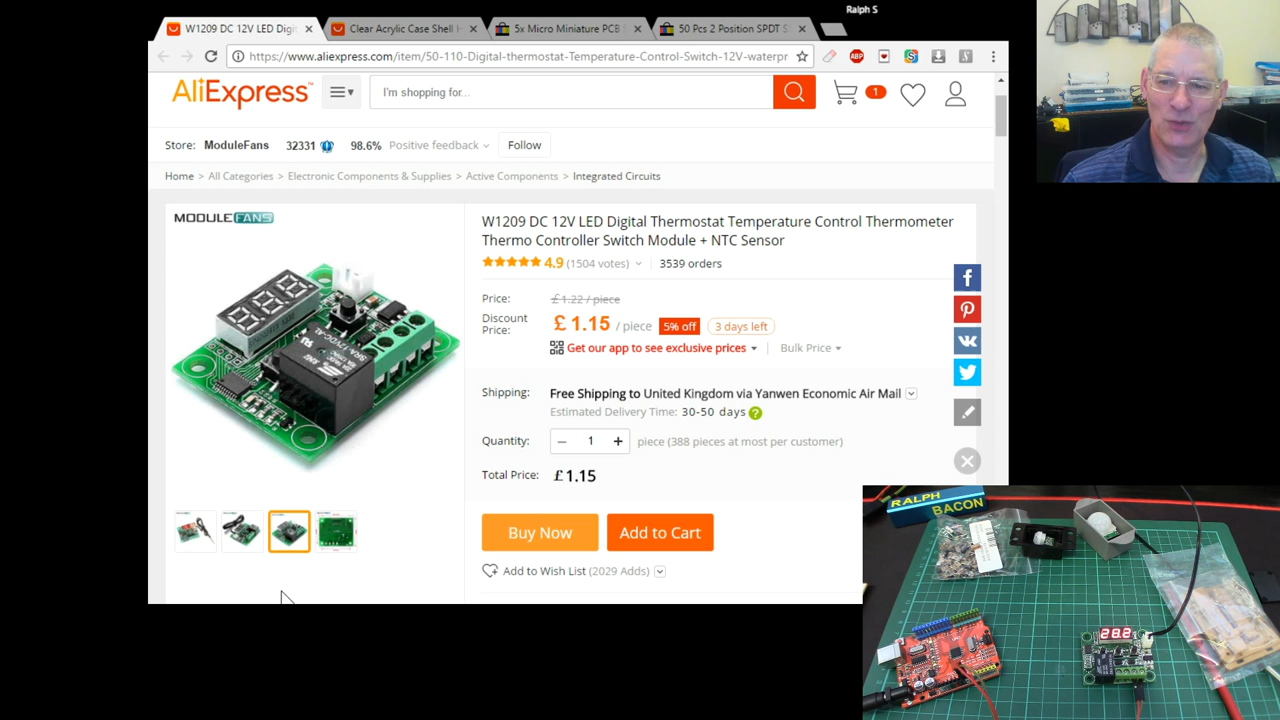 Ralph S
W1209 DC 12V LED Digi
Clear Acrylic Case Shell
5x Micro Miniature PCB
50 Pcs 2 Position SPDT S
https://www.aliexpress.com/item/50-110-Digital-thermostat-Temperature-Control-Switch-12V-waterpr
ABP
AliExpress™
I'm shopping for...
1
Store: ModuleFans 32331 98.6% Positive feedback Follow
Home > All Categories > Electronic Components & Supplies > Active Components > Integrated Circuits
MODULEFANS
W1209 DC 12V LED Digital Thermostat Temperature Control Thermometer
Thermo Controller Switch Module + NTC Sensor
4.9 (1504 votes) 3539 orders
Price: £1.22 / piece
Discount
Price: £1.15 / piece 5% off 3 days left
Get our app to see exclusive prices Bulk Price
Shipping: Free Shipping to United Kingdom via Yanwen Economic Air Mail
Estimated Delivery Time: 30-50 days ?
Quantity: − 1 + piece (388 pieces at most per customer)
Total Price: £1.15
Buy Now Add to Cart
Add to Wish List (2029 Adds)
RALPH
BACON
28.2